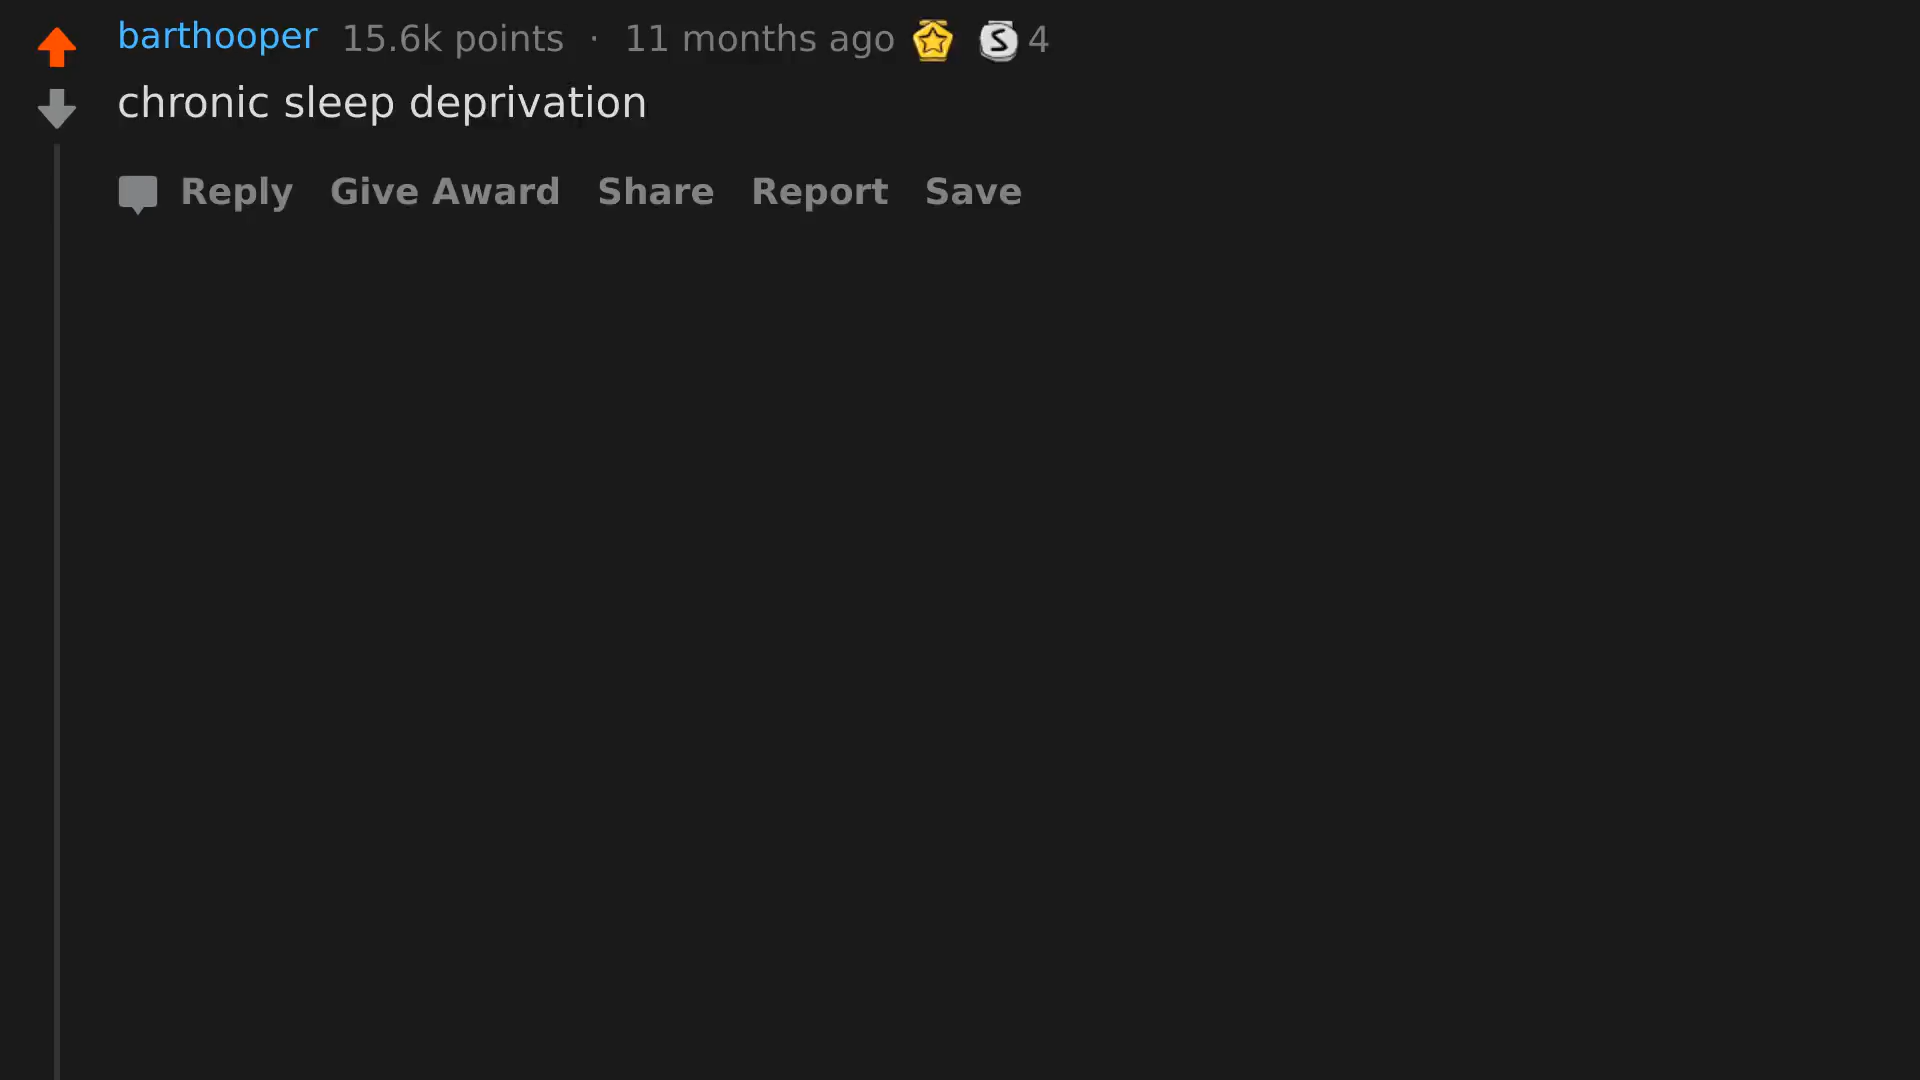 barthooper 15.6k points · 11 months ago S 4
chronic sleep deprivation
Reply Give Award Share Report Save